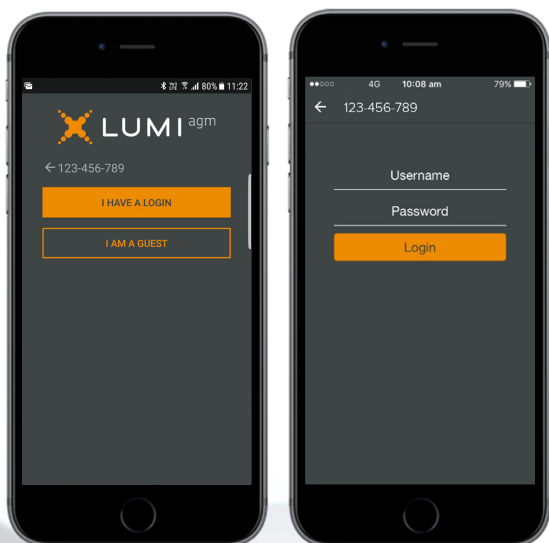 80% 11:22
LUMI agm
123-456-789
I HAVE A LOGIN
I AM A GUEST
4G 10:08 am 79%
123-456-789
Username
Password
Login